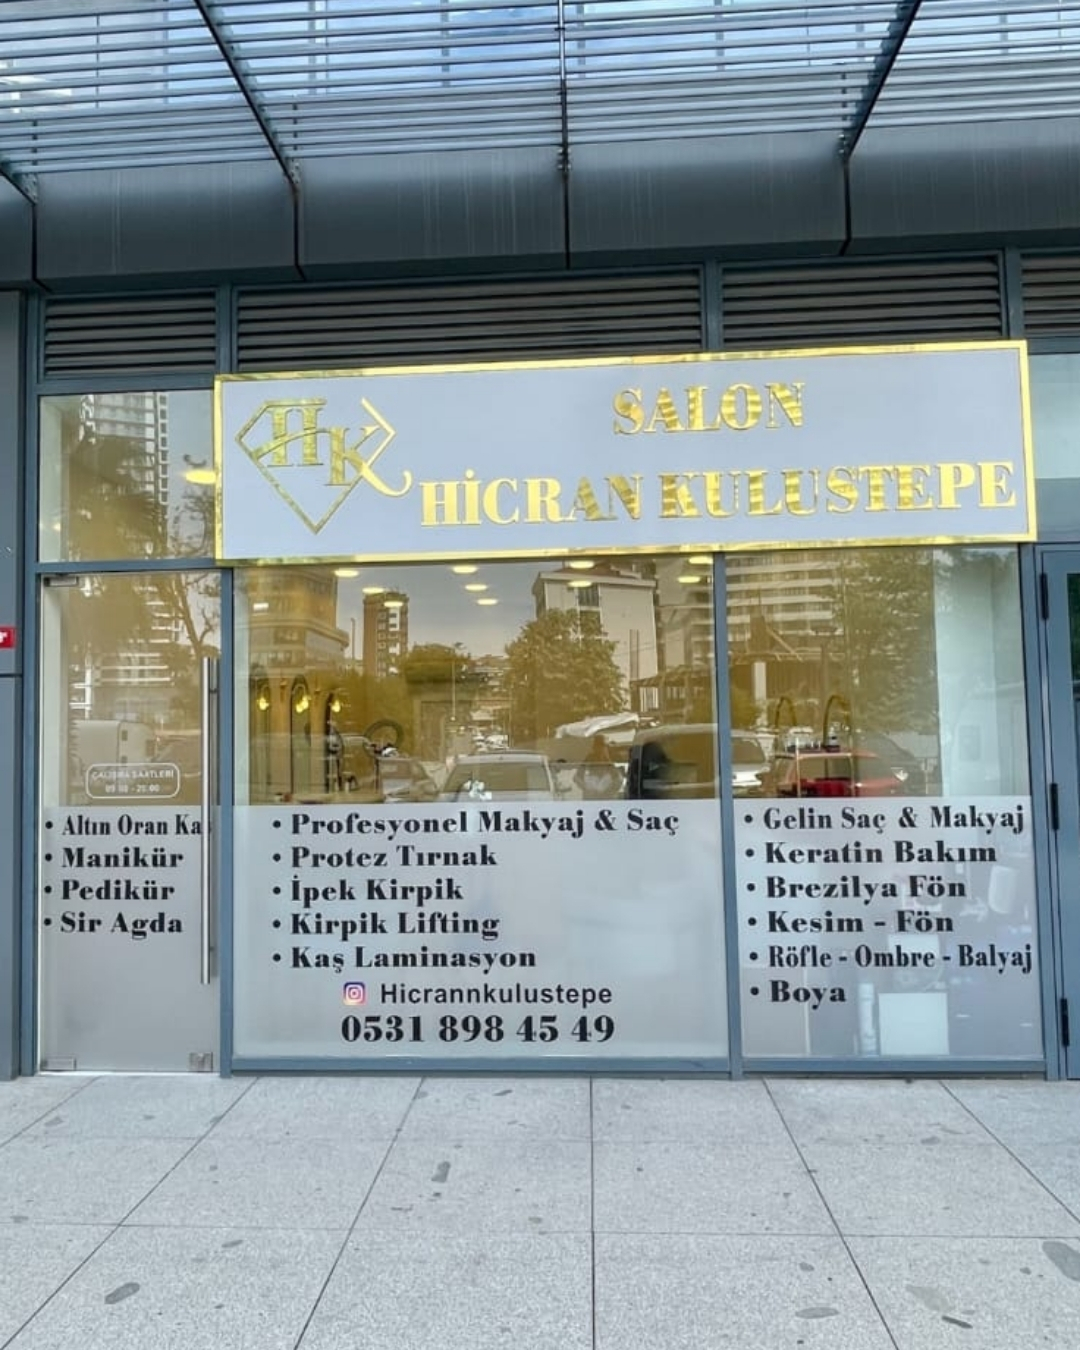 HK
SALON
HİCRAN KULUSTEPE
ÇALIŞMA SAATLERİ
• Altın Oran Ka
• Manikür
• Pedikür
• Sir Agda
• Profesyonel Makyaj & Saç
• Protez Tırnak
• İpek Kirpik
• Kirpik Lifting
• Kaş Laminasyon
Hicrannkulustepe
0531 898 45 49
• Gelin Saç & Makyaj
• Keratin Bakım
• Brezilya Fön
• Kesim - Fön
• Röfle - Ombre - Balyaj
• Boya